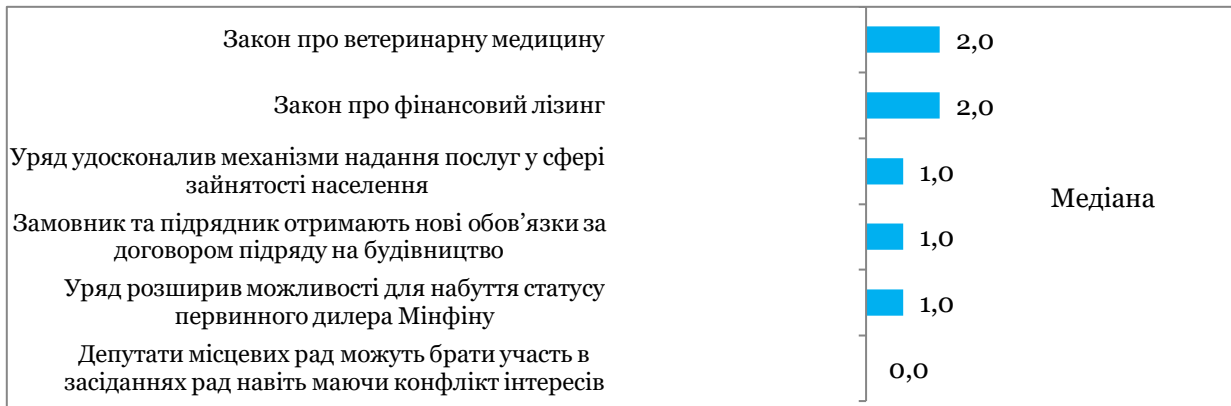 Закон про ветеринарну медицину
2,0
Закон про фінансовий лізинг
2,0
Уряд удосконалив механізми надання послуг у сфері
зайнятості населення
1,0
Замовник та підрядник отримають нові обов’язки за
договором підряду на будівництво
1,0
Уряд розширив можливості для набуття статусу
первинного дилера Мінфіну
1,0
Депутати місцевих рад можуть брати участь в
засіданнях рад навіть маючи конфлікт інтересів
0,0
Медіана